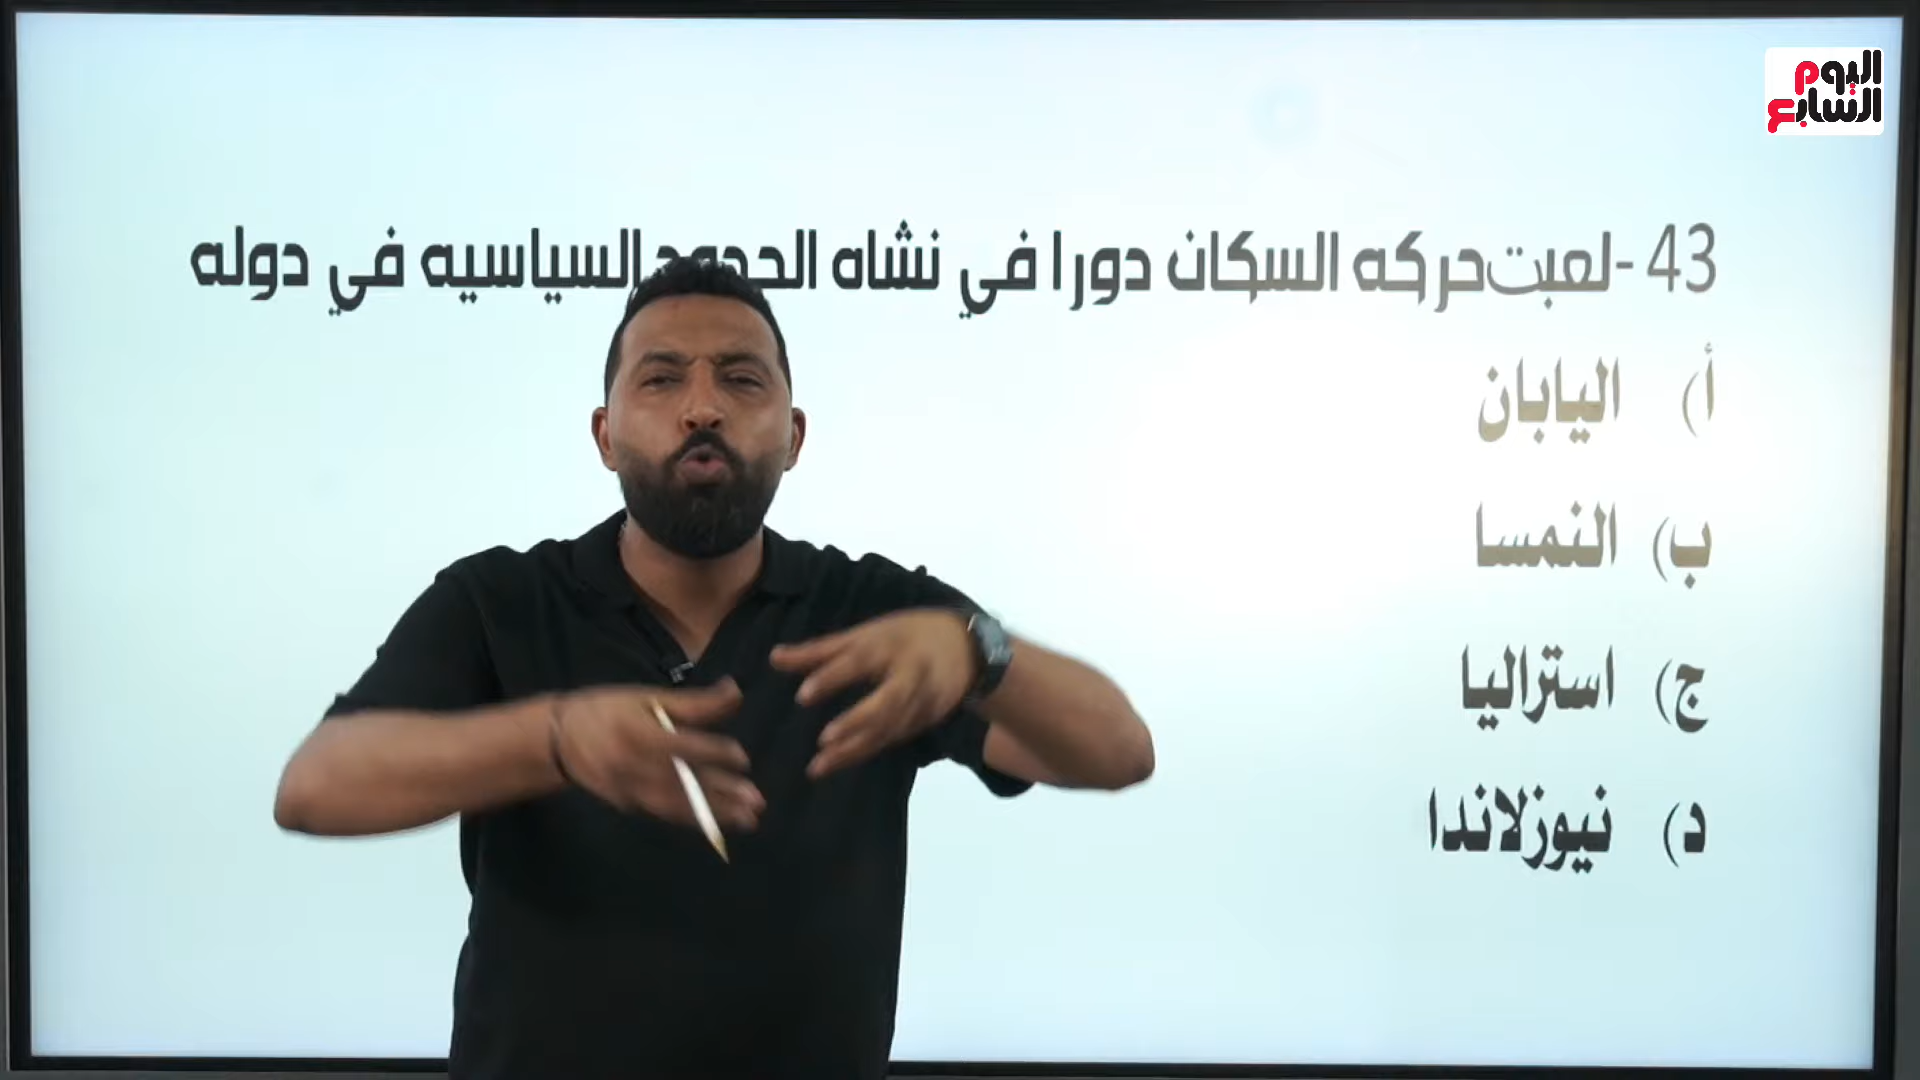 اليوم
السابع
43 -لعبت حركه السكان دورا في نشاه الحدود السياسيه في دوله
أ) اليابان
ب) النمسا
ج) استراليا
د) نيوزلاندا